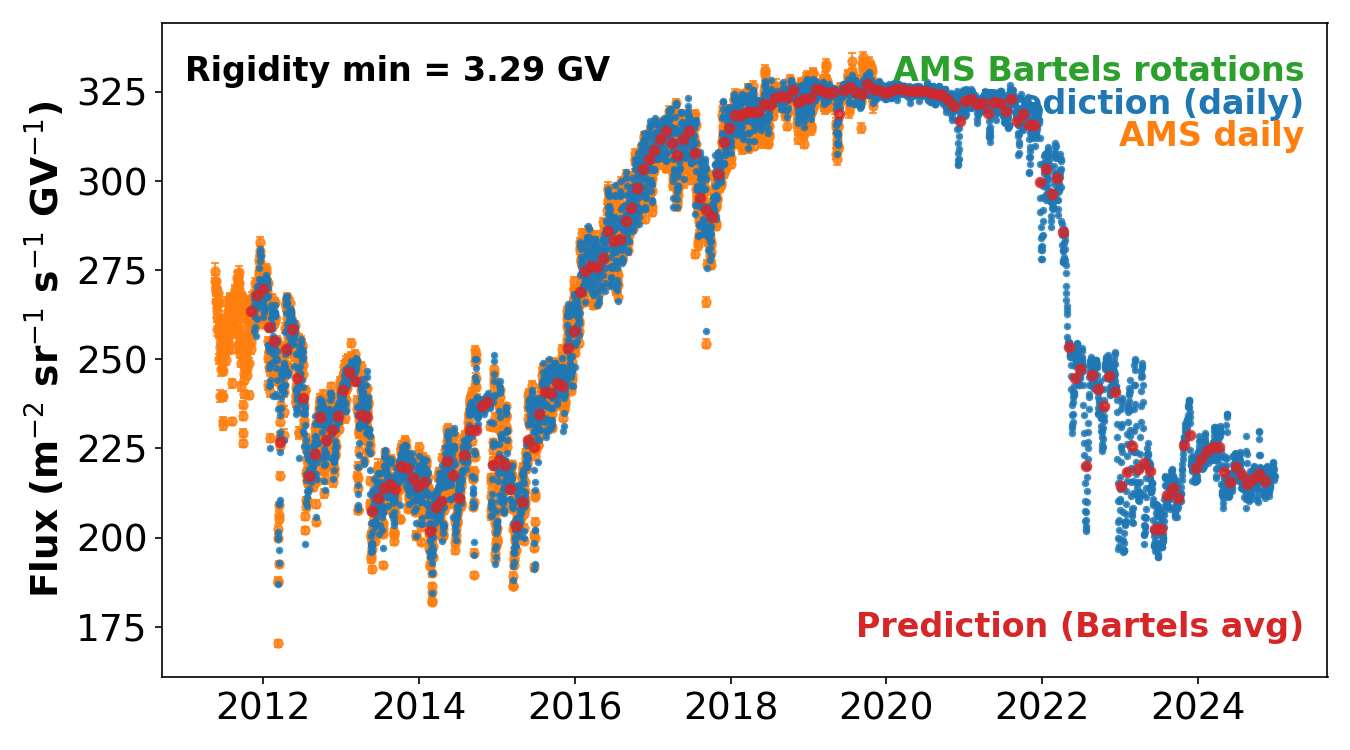 Rigidity min = 3.29 GV
AMS Bartels rotations
diction (daily)
AMS daily
Prediction (Bartels avg)
Flux (m⁻² sr⁻¹ s⁻¹ GV⁻¹)
325
300
275
250
225
200
175
2012 2014 2016 2018 2020 2022 2024